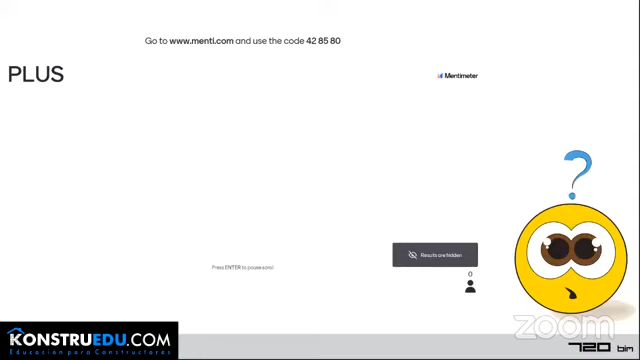 Go to www.menti.com and use the code 42 85 80
PLUS
Mentimeter
?
Results are hidden
0
Press ENTER to pause scroll
KONSTRUEDU.COM
Educacion para Constructores
zoom
720 bim